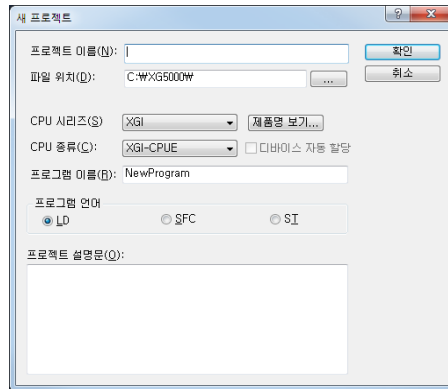 새 프로젝트
프로젝트 이름(N):
확인
파일 위치(D): C:₩XG5000₩ ...
취소
CPU 시리즈(S) XGI 제품명 보기...
CPU 종류(C): XGI-CPUE 디바이스 자동 할당
프로그램 이름(R): NewProgram
프로그램 언어
LD SFC ST
프로젝트 설명문(O):